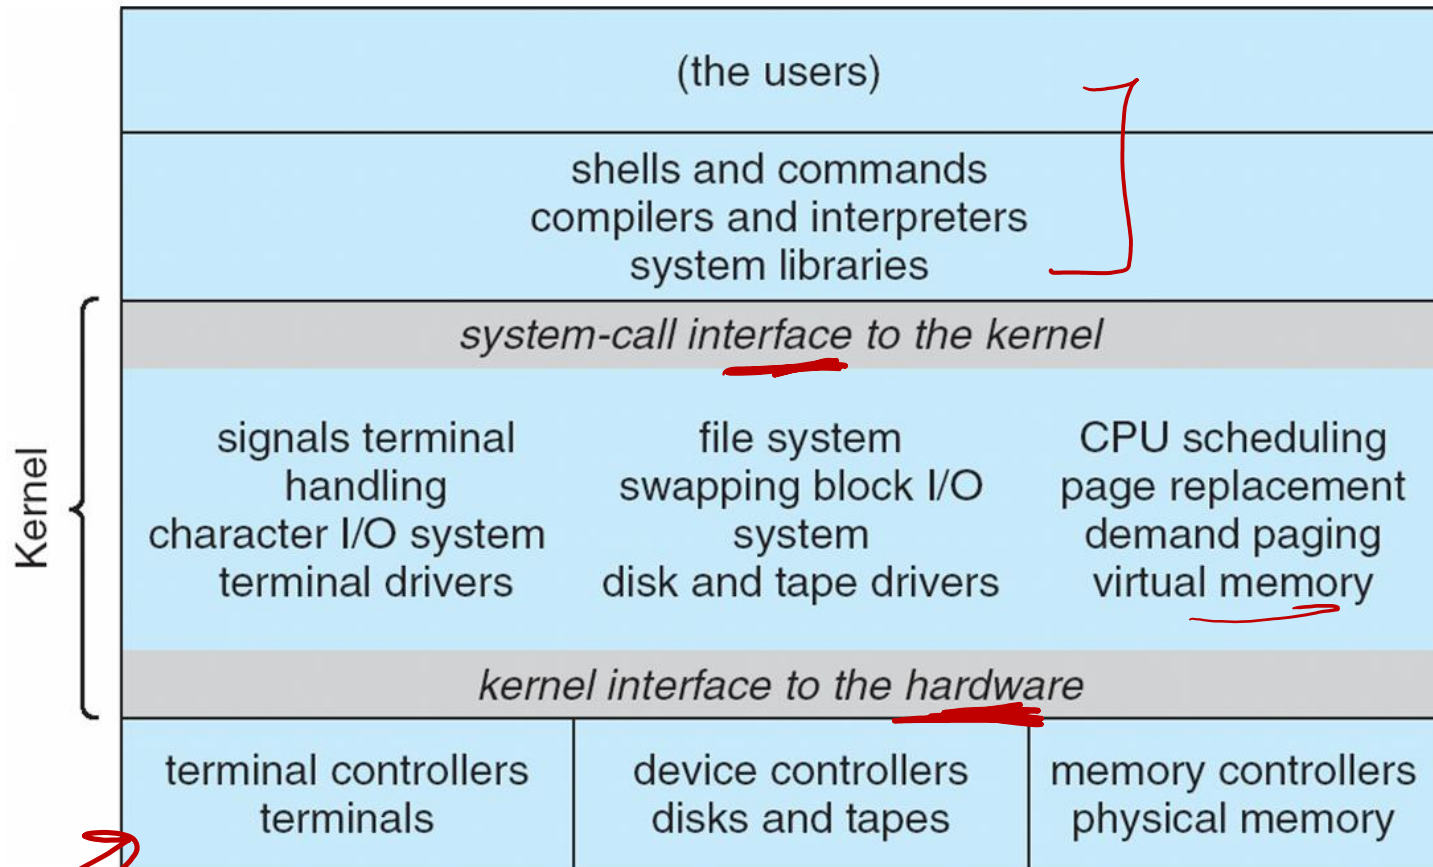 (the users)
shells and commands
compilers and interpreters
system libraries
system-call interface to the kernel
Kernel
signals terminal
handling
character I/O system
terminal drivers
file system
swapping block I/O
system
disk and tape drivers
CPU scheduling
page replacement
demand paging
virtual memory
kernel interface to the hardware
terminal controllers
terminals
device controllers
disks and tapes
memory controllers
physical memory